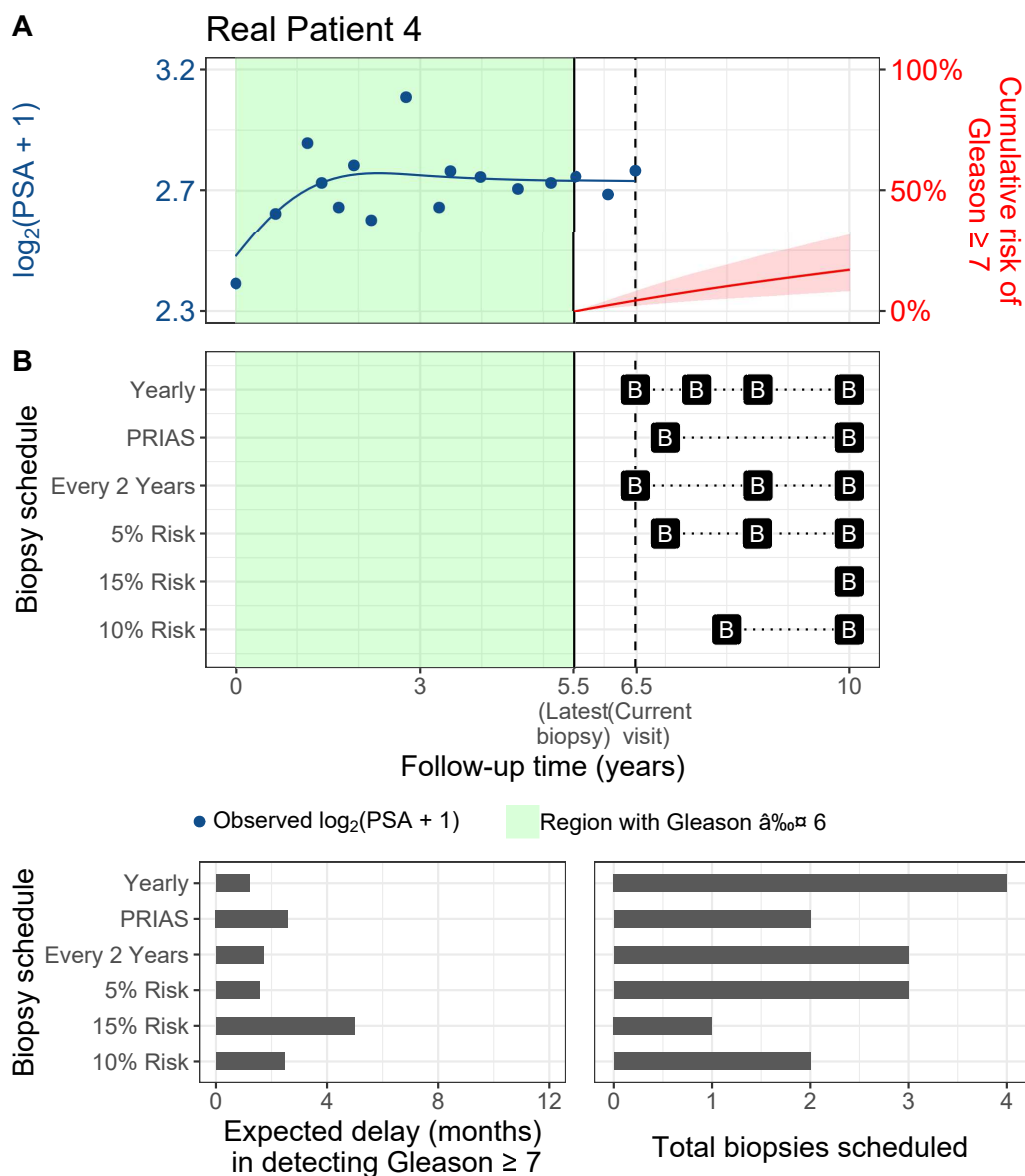 A
Real Patient 4
3.2
2.7
2.3
log₂(PSA + 1)
100%
50%
0%
Cumulative risk of
Gleason ≥ 7
B
Biopsy schedule
Yearly
B B B B
PRIAS
B B
Every 2 Years
B B B
5% Risk
B B B
15% Risk
B
10% Risk
B B
0 3 5.5 6.5 10
(Latest (Current
biopsy) visit)
Follow-up time (years)
Observed log₂(PSA + 1)
Region with Gleason â‰¤ 6
Biopsy schedule
Yearly
PRIAS
Every 2 Years
5% Risk
15% Risk
10% Risk
0 4 8 12
Expected delay (months)
in detecting Gleason ≥ 7
0 1 2 3 4
Total biopsies scheduled